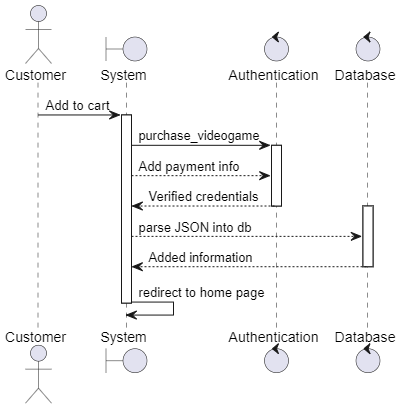 Customer System Authentication Database
Add to cart
purchase_videogame
Add payment info
Verified credentials
parse JSON into db
Added information
redirect to home page
Customer System Authentication Database